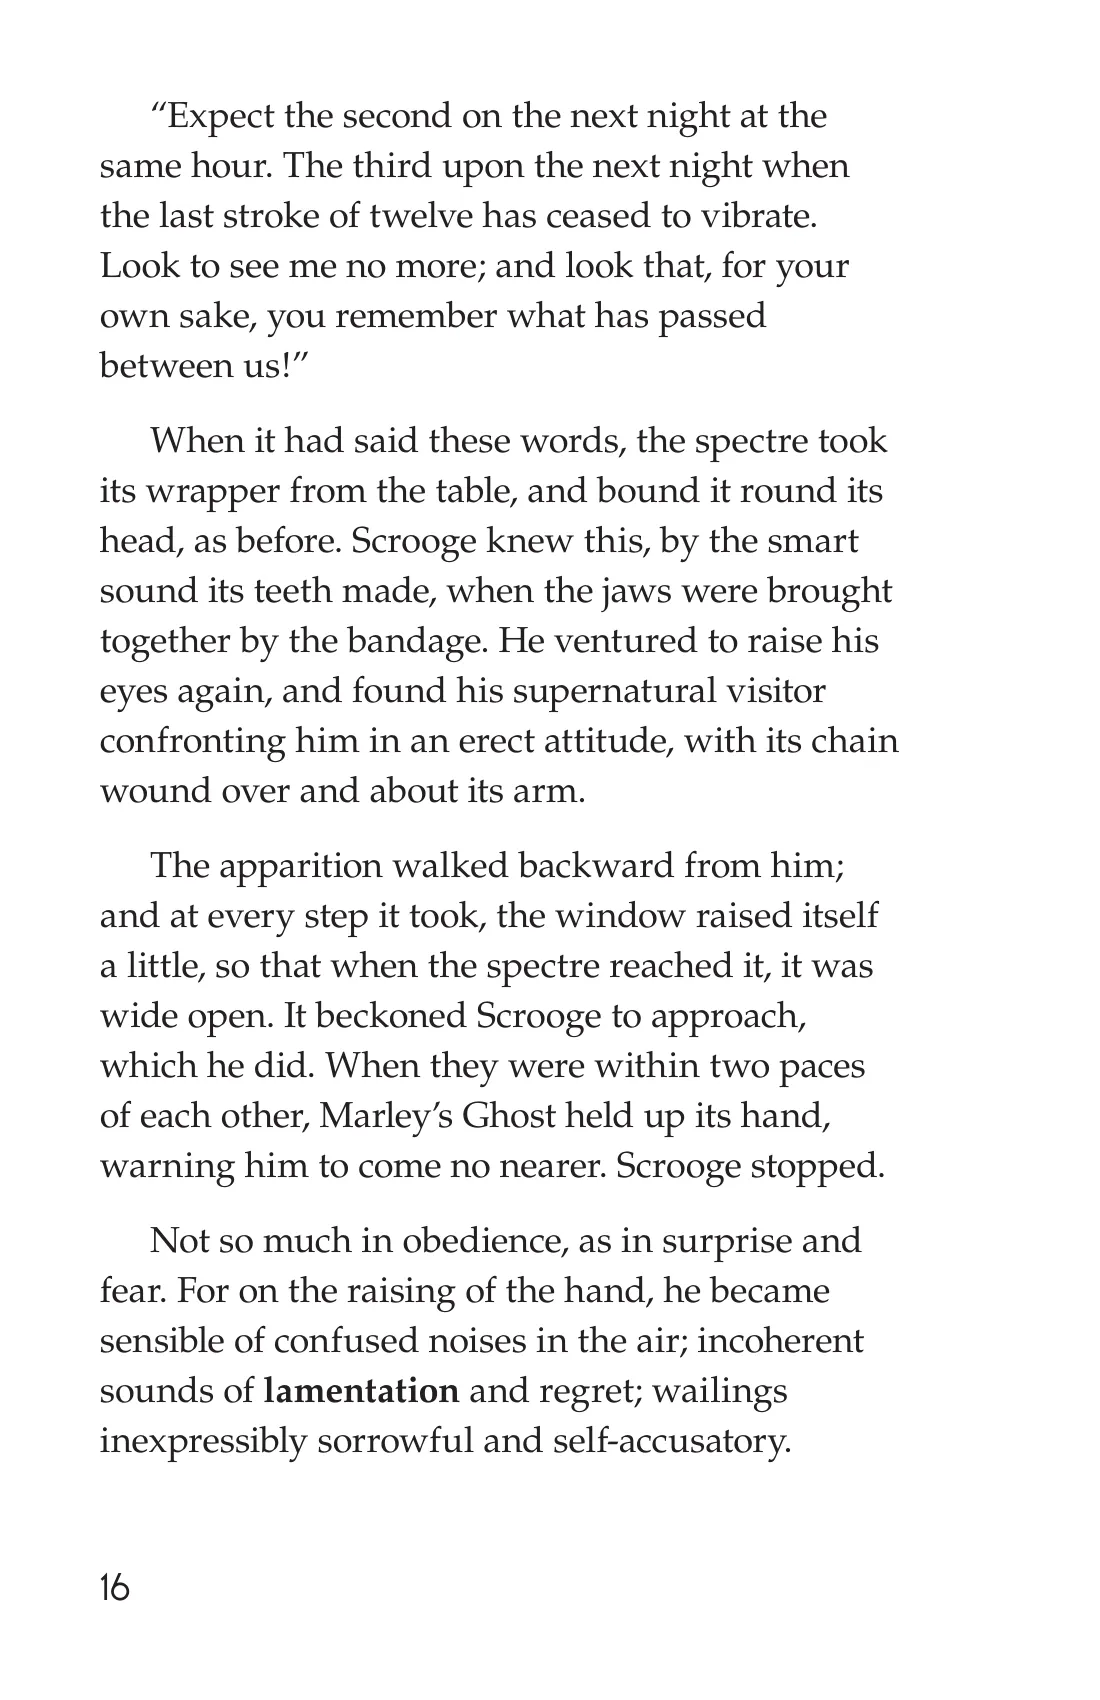 “Expect the second on the next night at the
same hour. The third upon the next night when
the last stroke of twelve has ceased to vibrate.
Look to see me no more; and look that, for your
own sake, you remember what has passed
between us!”
When it had said these words, the spectre took
its wrapper from the table, and bound it round its
head, as before. Scrooge knew this, by the smart
sound its teeth made, when the jaws were brought
together by the bandage. He ventured to raise his
eyes again, and found his supernatural visitor
confronting him in an erect attitude, with its chain
wound over and about its arm.
The apparition walked backward from him;
and at every step it took, the window raised itself
a little, so that when the spectre reached it, it was
wide open. It beckoned Scrooge to approach,
which he did. When they were within two paces
of each other, Marley’s Ghost held up its hand,
warning him to come no nearer. Scrooge stopped.
Not so much in obedience, as in surprise and
fear. For on the raising of the hand, he became
sensible of confused noises in the air; incoherent
sounds of lamentation and regret; wailings
inexpressibly sorrowful and self-accusatory.
16